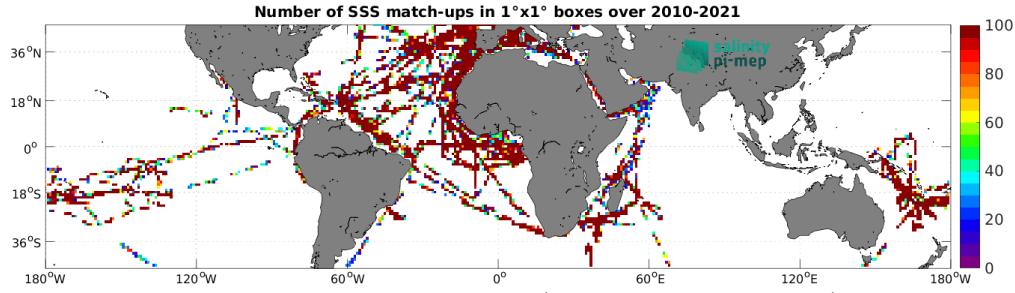 Number of SSS match-ups in 1°x1° boxes over 2010-2021
salinity
pi-mep
36°N
18°N
0°
18°S
36°S
180°W
120°W
60°W
0°
60°E
120°E
180°W
100
80
60
40
20
0